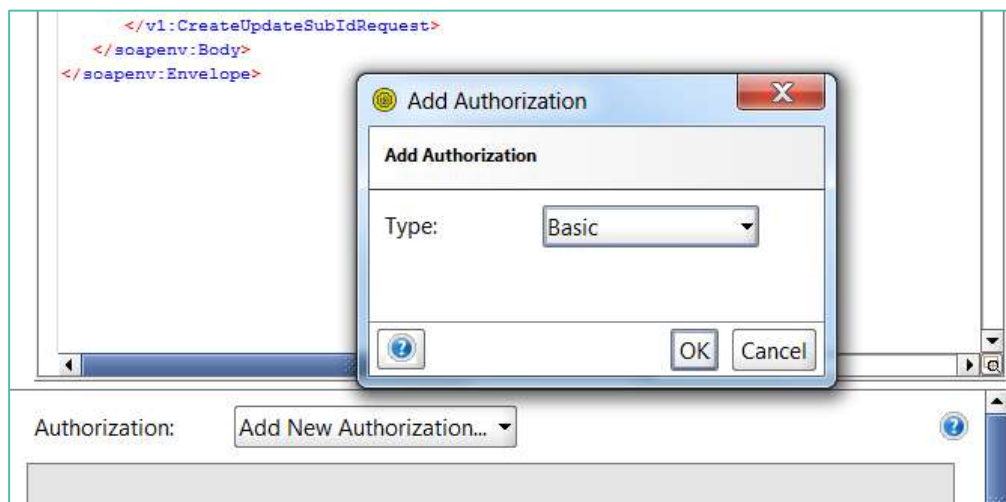 </v1:CreateUpdateSubIdRequest>
</soapenv:Body>
</soapenv:Envelope>
Add Authorization
Add Authorization
Type: Basic
OK Cancel
Authorization: Add New Authorization...